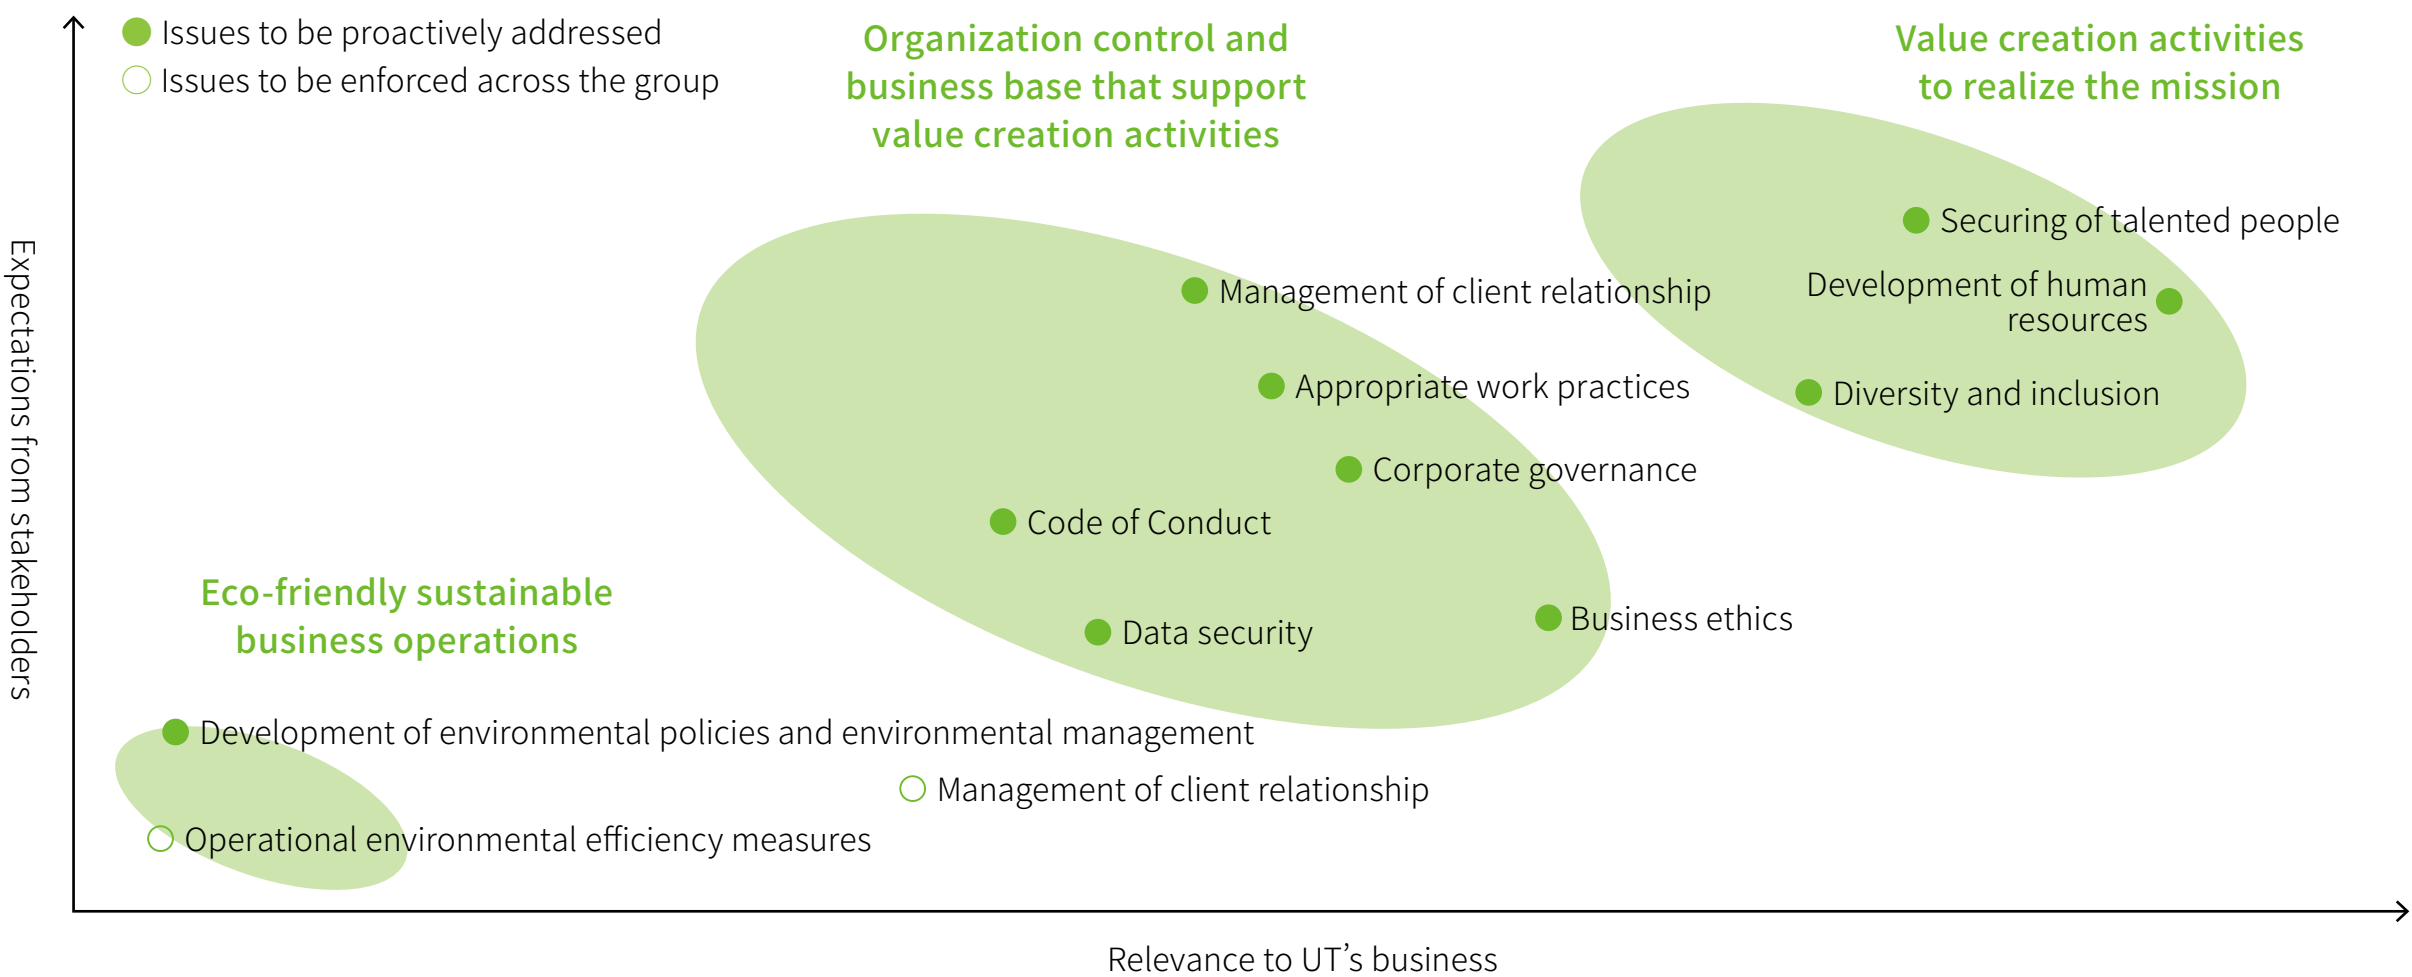 Issues to be proactively addressed
Issues to be enforced across the group
Organization control and
business base that support
value creation activities
Value creation activities
to realize the mission
Securing of talented people
Development of human
resources
Diversity and inclusion
Management of client relationship
Appropriate work practices
Corporate governance
Code of Conduct
Business ethics
Data security
Eco-friendly sustainable
business operations
Development of environmental policies and environmental management
Management of client relationship
Operational environmental efficiency measures
Expectations from stakeholders
Relevance to UT’s business